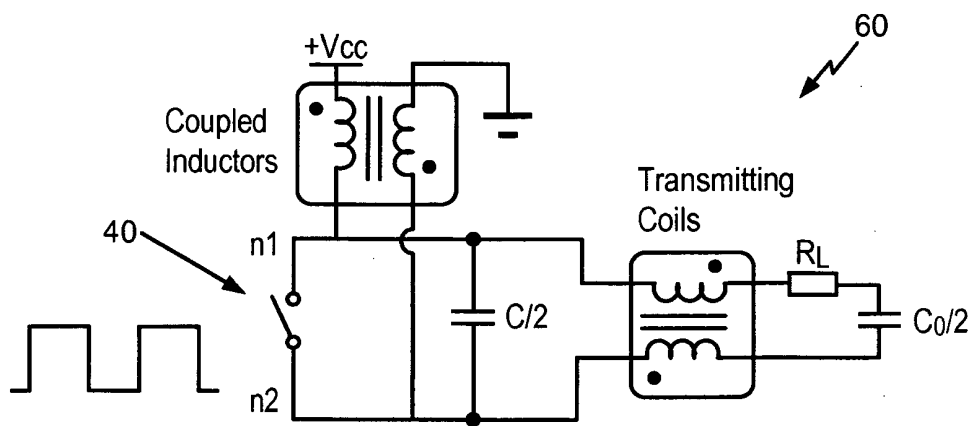 60
+Vcc
Coupled
Inductors
Transmitting
Coils
40
n1
RL
C/2
C0/2
n2